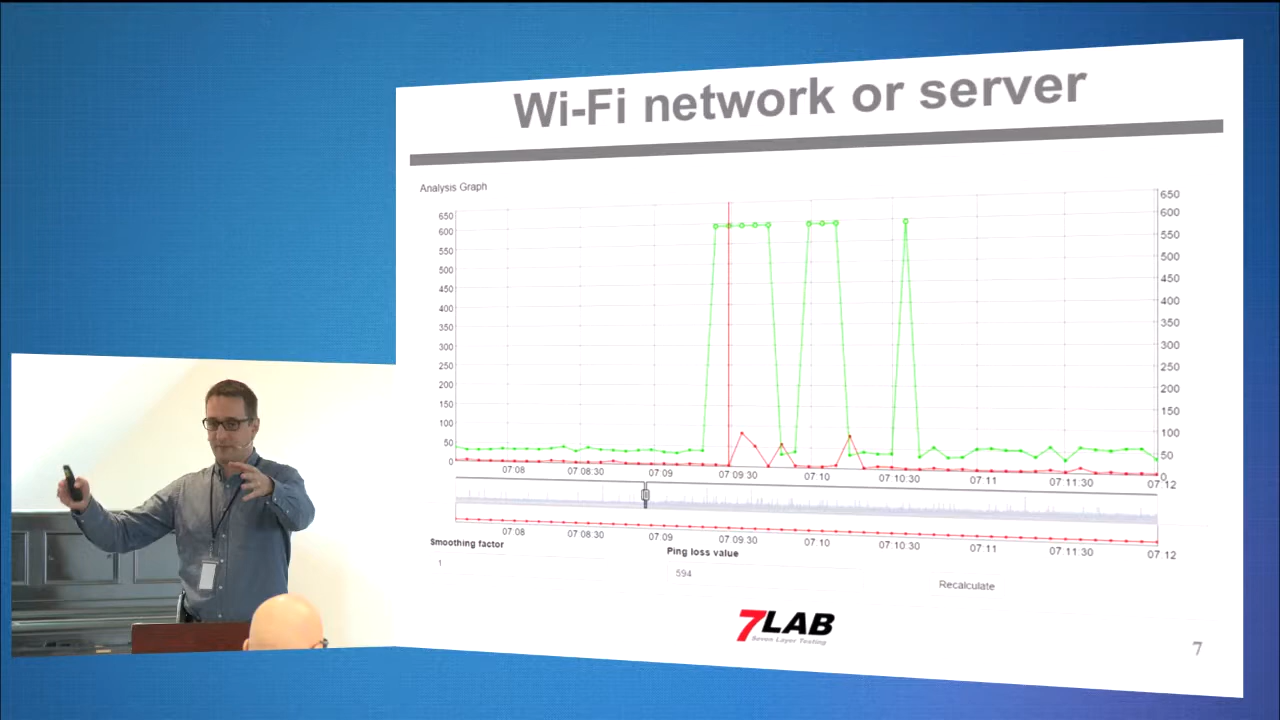 Wi-Fi network or server
Analysis Graph
650 650
600 600
550 550
500 500
450 450
400 400
350 350
300 300
250 250
200 200
150 150
100 100
50 50
0 0
07 08 07 08 30 07 09 07 09 30 07 10 07 10 30 07 11 07 11 30 07 12
07 08 07 08 30 07 09 07 09 30 07 10 07 10 30 07 11 07 11 30 07 12
Smoothing factor Ping loss value
1 594 Recalculate
7LAB
Seven Layer Testing
7